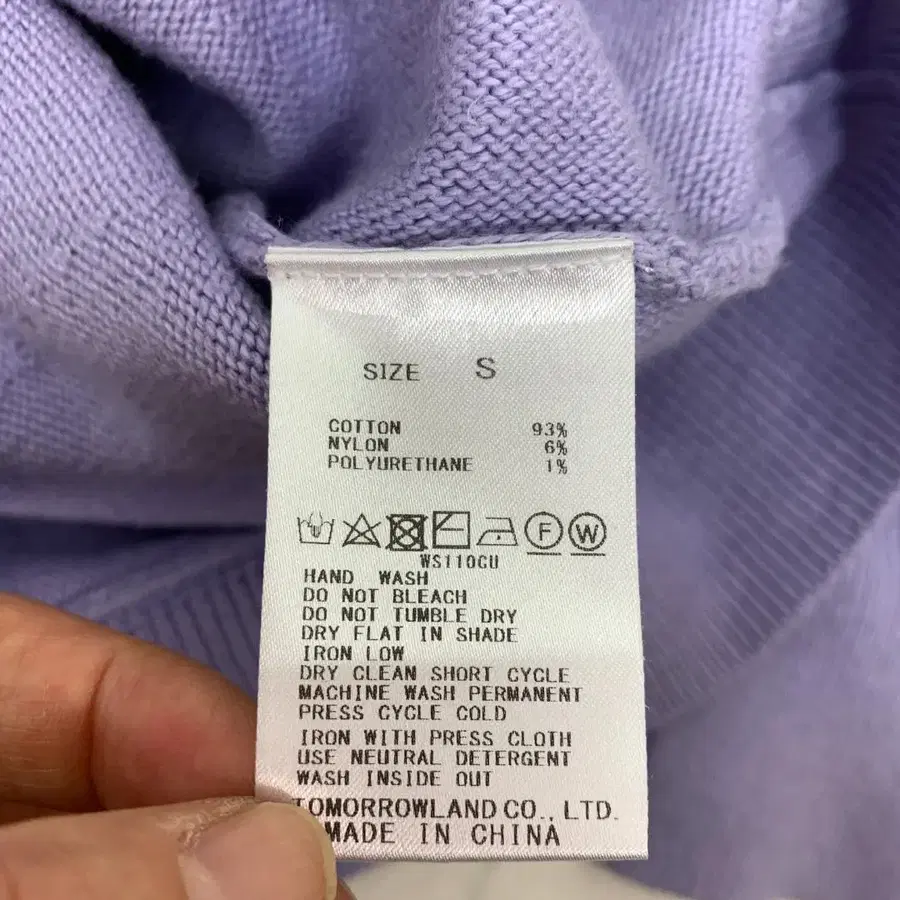 SIZE S
COTTON 93%
NYLON 6%
POLYURETHANE 1%
F W
WS110GU
HAND WASH
DO NOT BLEACH
DO NOT TUMBLE DRY
DRY FLAT IN SHADE
IRON LOW
DRY CLEAN SHORT CYCLE
MACHINE WASH PERMANENT
PRESS CYCLE COLD
IRON WITH PRESS CLOTH
USE NEUTRAL DETERGENT
WASH INSIDE OUT
TOMORROWLAND CO., LTD.
MADE IN CHINA